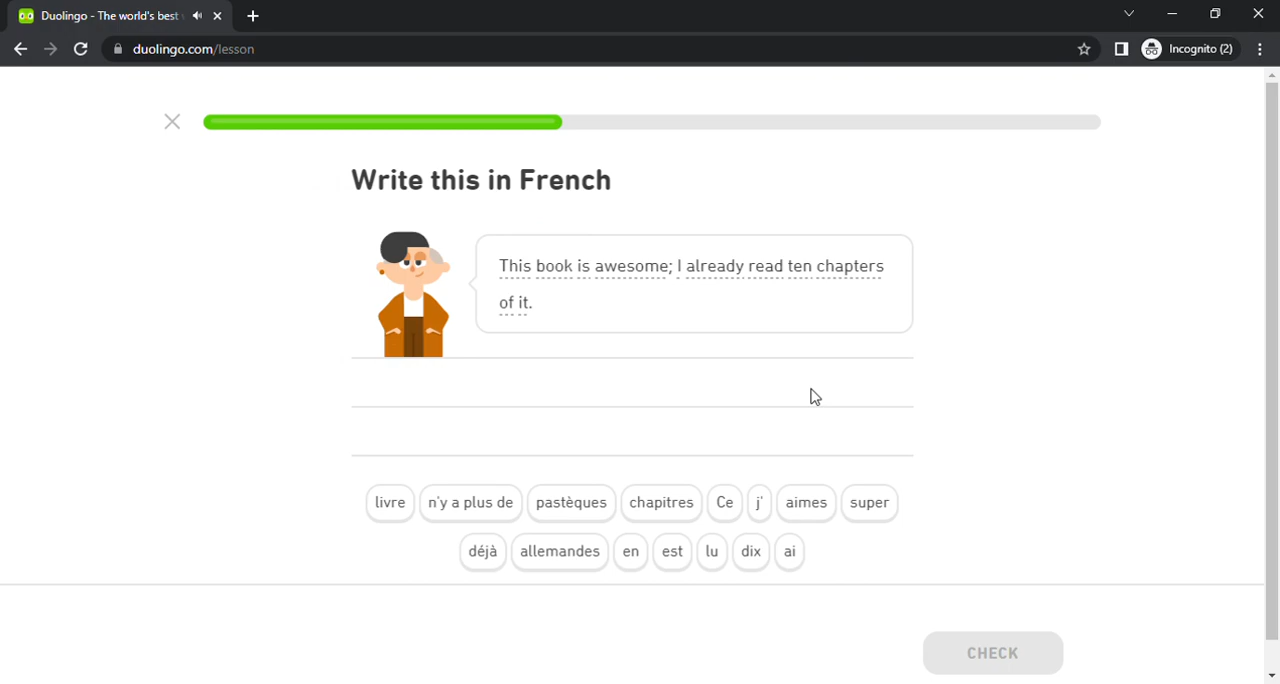 Duolingo - The world's best
duolingo.com/lesson
Incognito (2)
Write this in French
This book is awesome; I already read ten chapters
of it.
livre n'y a plus de pastèques chapitres Ce j' aimes super
déjà allemandes en est lu dix ai
CHECK